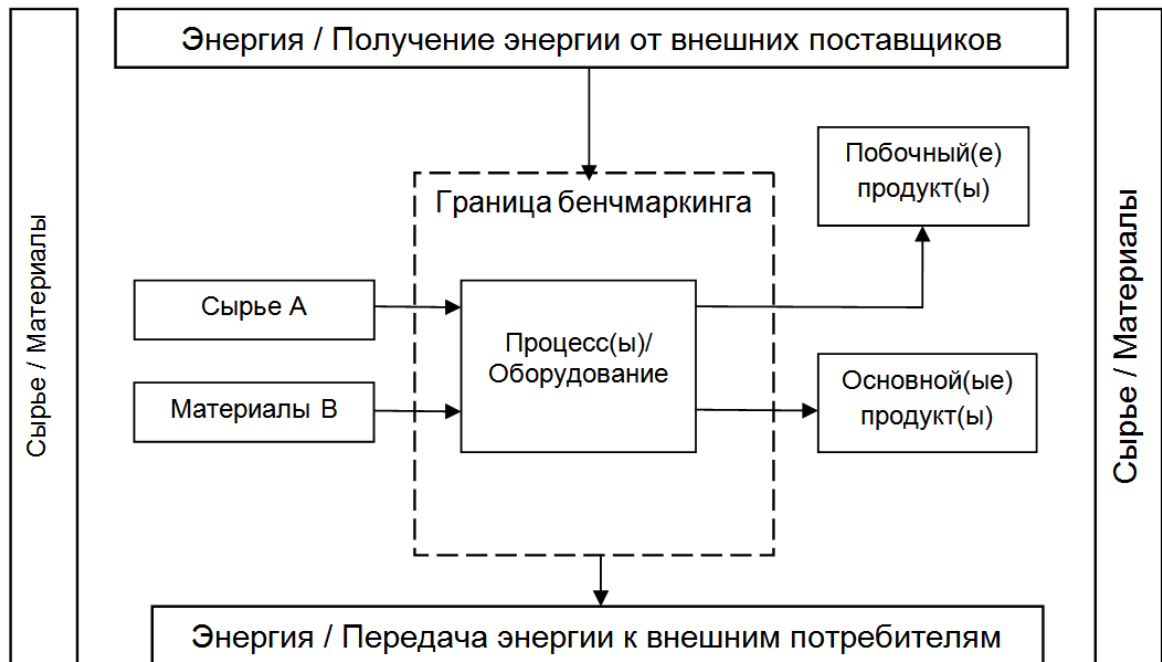 Энергия / Получение энергии от внешних поставщиков
Сырье / Материалы
Граница бенчмаркинга
Побочный(е)
продукт(ы)
Сырье А
Материалы В
Процесс(ы)/
Оборудование
Основной(ые)
продукт(ы)
Сырье / Материалы
Энергия / Передача энергии к внешним потребителям